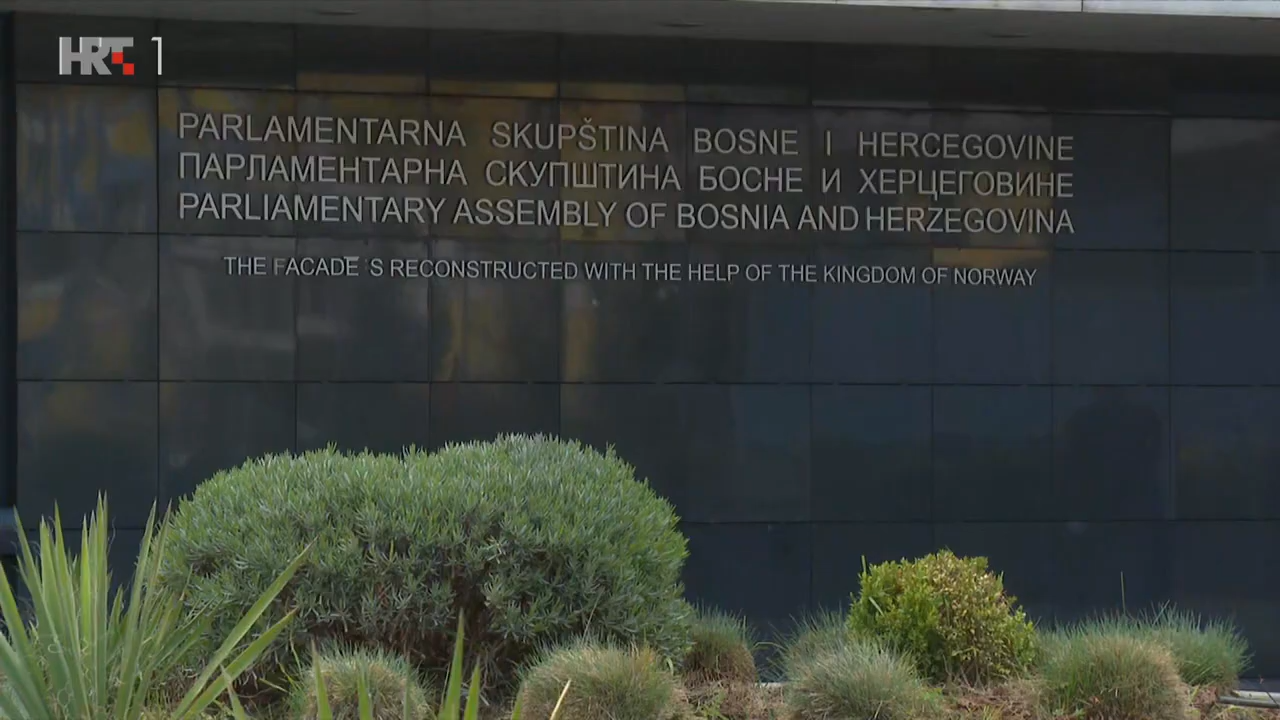 HRT 1
PARLAMENTARNA SKUPŠTINA BOSNE I HERCEGOVINE
ПАРЛАМЕНТАРНА СКУПШТИНА БОСНЕ И ХЕРЦЕГОВИНЕ
PARLIAMENTARY ASSEMBLY OF BOSNIA AND HERZEGOVINA
THE FACADE 'S RECONSTRUCTED WITH THE HELP OF THE KINGDOM OF NORWAY